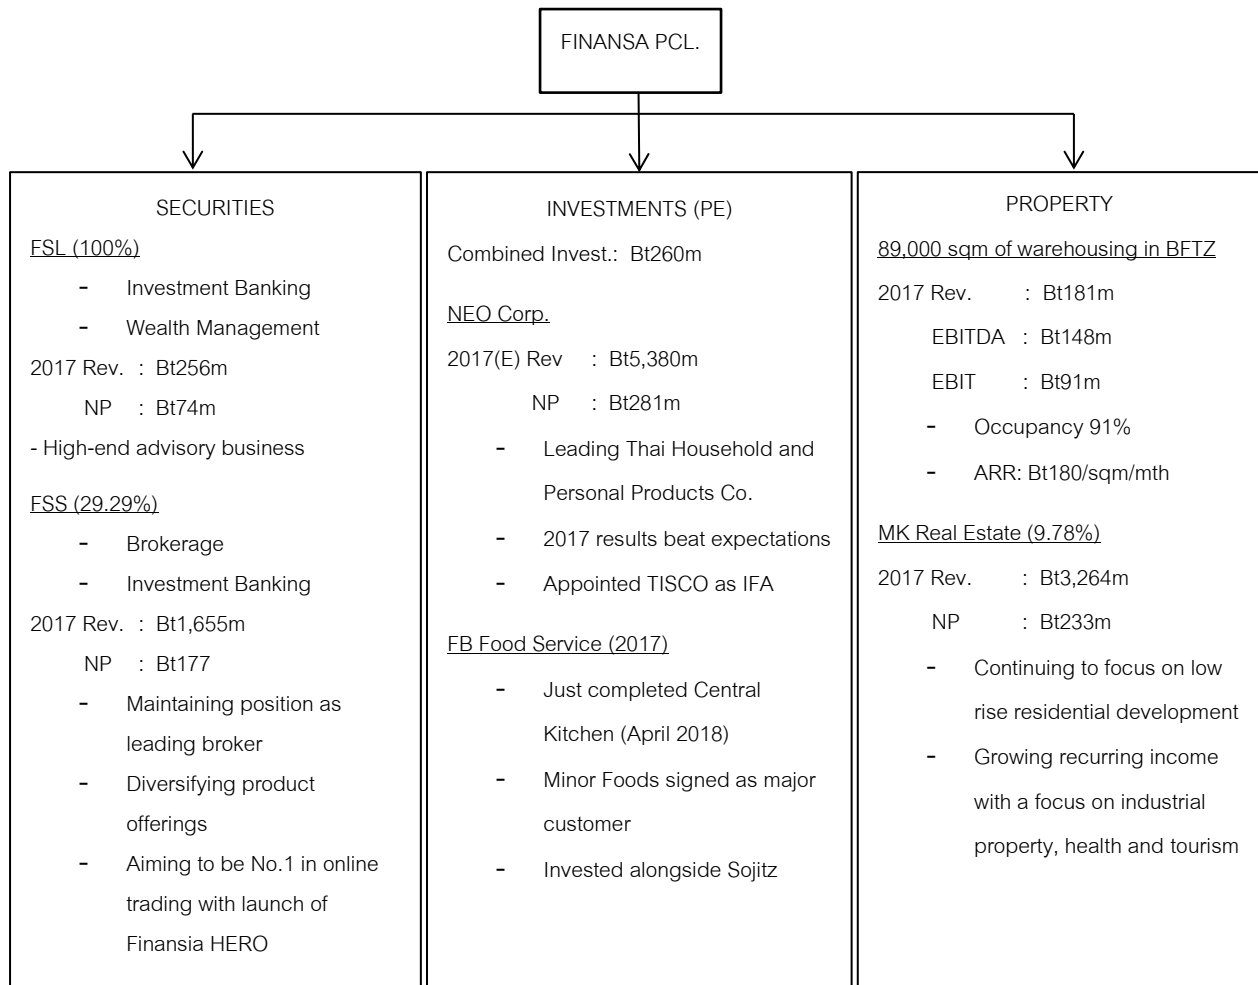 FINANSA PCL.
SECURITIES
FSL (100%)
- Investment Banking
- Wealth Management
2017 Rev. : Bt256m
NP : Bt74m
- High-end advisory business
FSS (29.29%)
- Brokerage
- Investment Banking
2017 Rev. : Bt1,655m
NP : Bt177
- Maintaining position as
leading broker
- Diversifying product
offerings
- Aiming to be No.1 in online
trading with launch of
Finansia HERO
INVESTMENTS (PE)
Combined Invest.: Bt260m
NEO Corp.
2017(E) Rev : Bt5,380m
NP : Bt281m
- Leading Thai Household and
Personal Products Co.
- 2017 results beat expectations
- Appointed TISCO as IFA
FB Food Service (2017)
- Just completed Central
Kitchen (April 2018)
- Minor Foods signed as major
customer
- Invested alongside Sojitz
PROPERTY
89,000 sqm of warehousing in BFTZ
2017 Rev. : Bt181m
EBITDA : Bt148m
EBIT : Bt91m
- Occupancy 91%
- ARR: Bt180/sqm/mth
MK Real Estate (9.78%)
2017 Rev. : Bt3,264m
NP : Bt233m
- Continuing to focus on low
rise residential development
- Growing recurring income
with a focus on industrial
property, health and tourism